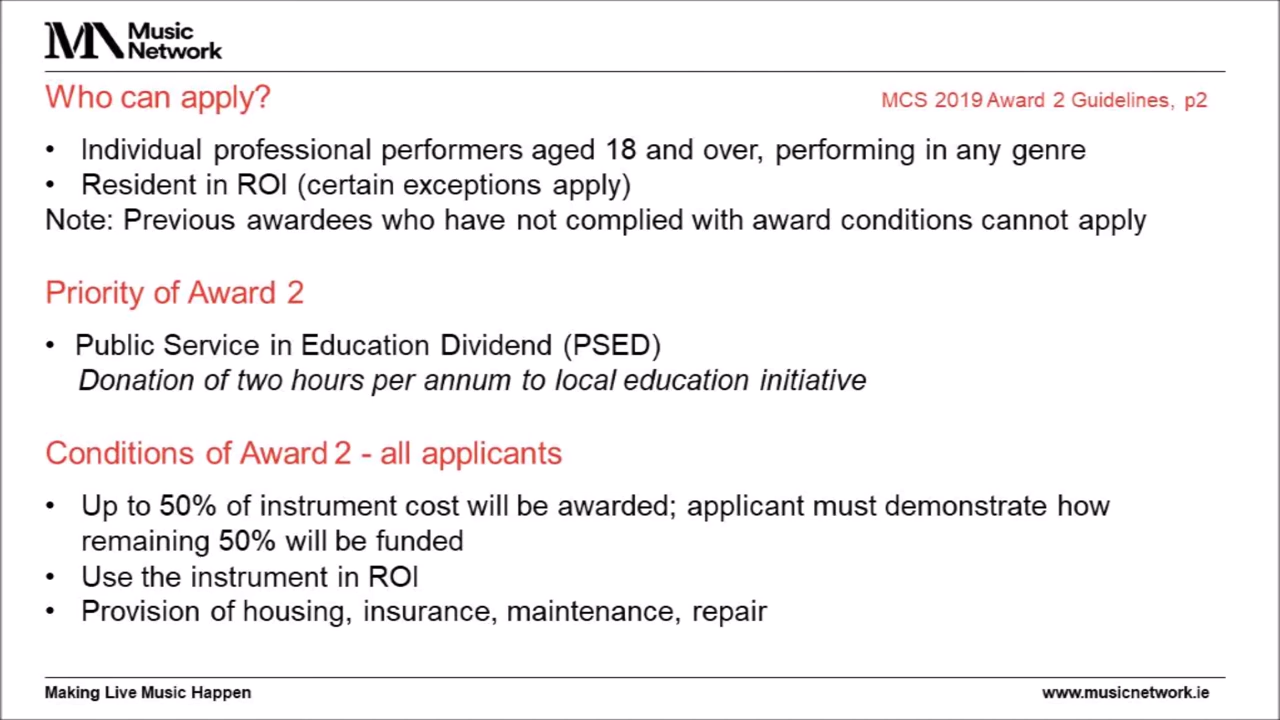 Music
Network
Who can apply?
MCS 2019 Award 2 Guidelines, p2
• Individual professional performers aged 18 and over, performing in any genre
• Resident in ROI (certain exceptions apply)
Note: Previous awardees who have not complied with award conditions cannot apply
Priority of Award 2
• Public Service in Education Dividend (PSED)
Donation of two hours per annum to local education initiative
Conditions of Award 2 - all applicants
• Up to 50% of instrument cost will be awarded; applicant must demonstrate how
remaining 50% will be funded
• Use the instrument in ROI
• Provision of housing, insurance, maintenance, repair
Making Live Music Happen
www.musicnetwork.ie